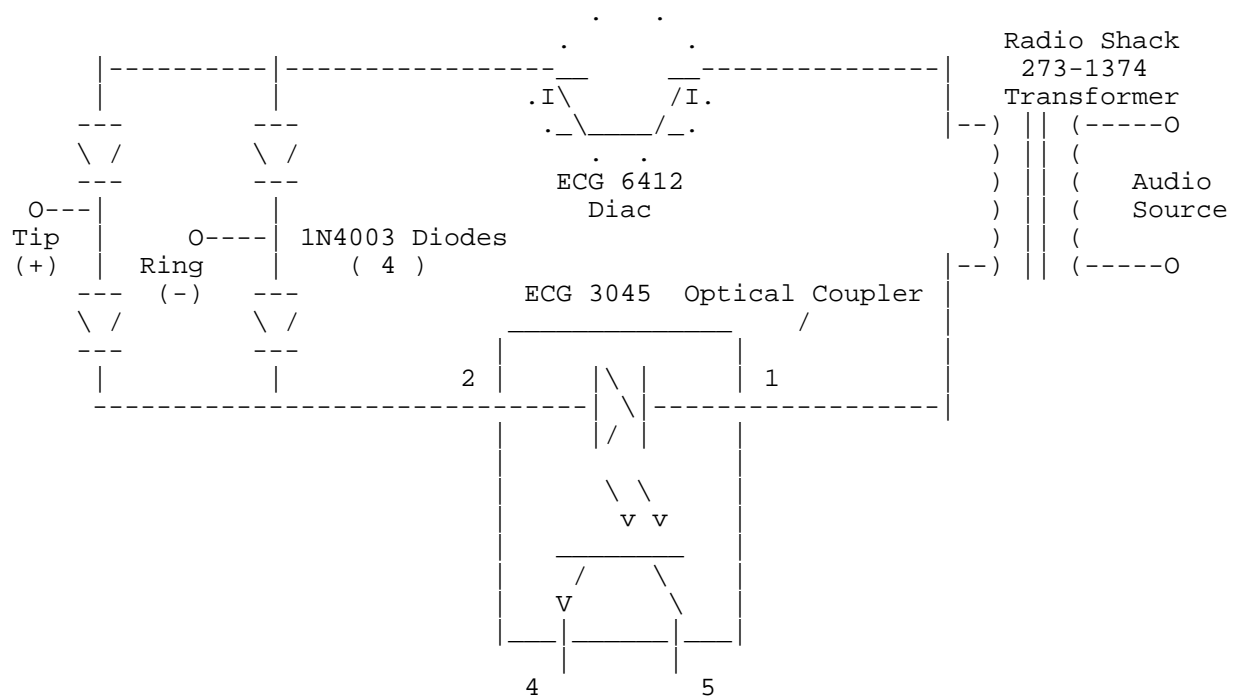 Radio Shack
273-1374
Transformer
ECG 6412
Diac
Audio
Source
O
O
O
Tip
(+)
O
Ring
(-)
1N4003 Diodes
( 4 )
ECG 3045 Optical Coupler
2
1
4
5